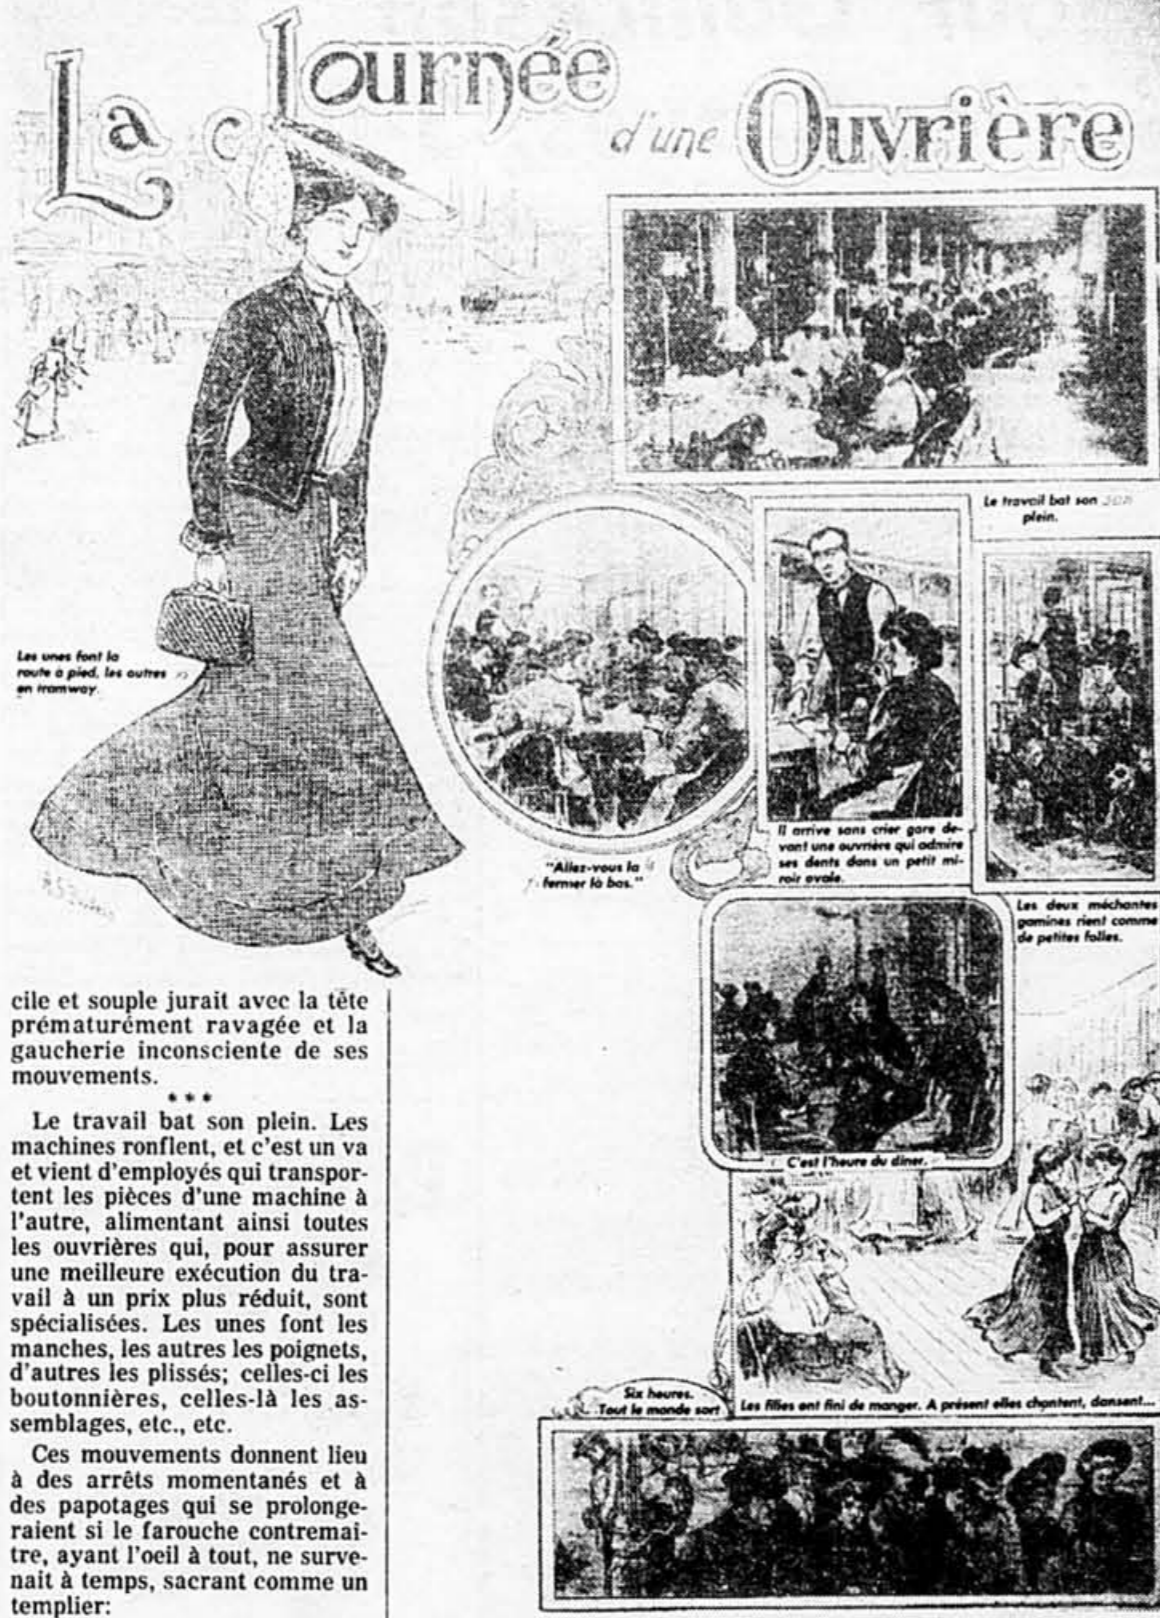 La Journée
d'une Ouvrière
Le travail bat son
plein.
Les unes font la
route à pied, les outres
en tramway.
"Allez-vous la
fermer là bas."
Il arrive sans crier gare de-
vant une ouvrière qui admire
ses dents dans un petit mi-
roir ovale.
Les deux méchantes
gamines rient comme
de petites folles.
C'est l'heure du dîner.
Six heures.
Tout le monde sort
Les filles ont fini de manger. A présent elles chantent, dansent...
cile et souple jurait avec la tête
prématurément ravagée et la
gaucherie inconsciente de ses
mouvements.
***
Le travail bat son plein. Les
machines ronflent, et c'est un va
et vient d'employés qui transpor-
tent les pièces d'une machine à
l'autre, alimentant ainsi toutes
les ouvrières qui, pour assurer
une meilleure exécution du tra-
vail à un prix plus réduit, sont
spécialisées. Les unes font les
manches, les autres les poignets,
d'autres les plissés; celles-ci les
boutonnières, celles-là les as-
semblages, etc., etc.
Ces mouvements donnent lieu
à des arrêts momentanés et à
des papotages qui se prolonge-
raient si le farouche contremai-
tre, ayant l'oeil à tout, ne surve-
nait à temps, sacrant comme un
templier: